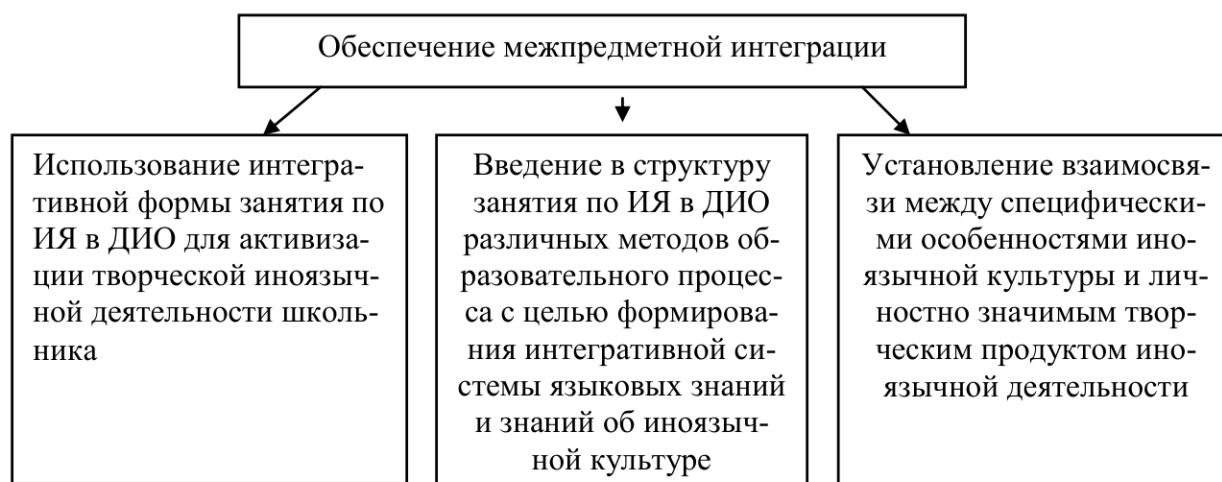 Обеспечение межпредметной интеграции
Использование интегра-
тивной формы занятия по
ИЯ в ДИО для активиза-
ции творческой иноязыч-
ной деятельности школь-
ника
Введение в структуру
занятия по ИЯ в ДИО
различных методов об-
разовательного процес-
са с целью формирова-
ния интегративной си-
стемы языковых знаний
и знаний об иноязыч-
ной культуре
Установление взаимосвя-
зи между специфически-
ми особенностями ино-
язычной культуры и лич-
ностно значимым твор-
ческим продуктом ино-
язычной деятельности